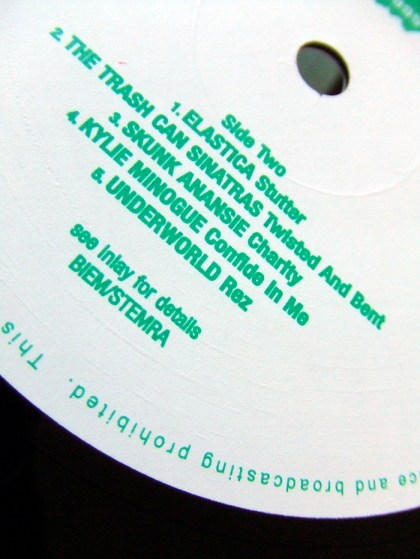 Side Two
1. ELASTICA Stutter
2. THE TRASH CAN SINATRAS Twisted And Bent
3. SKUNK ANANSIE Charity
4. KYLIE MINOGUE Confide In Me
5. UNDERWORLD Rez
see inlay for details
BIEM/STEMRA
ce and broadcasting prohibited. This